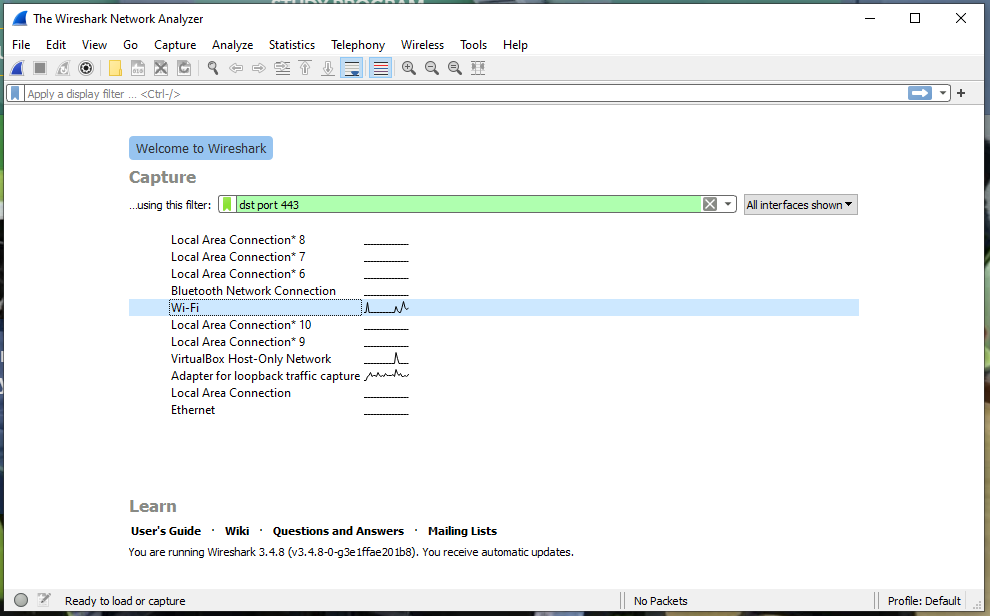 The Wireshark Network Analyzer
File Edit View Go Capture Analyze Statistics Telephony Wireless Tools Help
Apply a display filter ... <Ctrl-/>
Welcome to Wireshark
Capture
...using this filter: dst port 443 All interfaces shown
Local Area Connection* 8
Local Area Connection* 7
Local Area Connection* 6
Bluetooth Network Connection
Wi-Fi
Local Area Connection* 10
Local Area Connection* 9
VirtualBox Host-Only Network
Adapter for loopback traffic capture
Local Area Connection
Ethernet
Learn
User's Guide · Wiki · Questions and Answers · Mailing Lists
You are running Wireshark 3.4.8 (v3.4.8-0-g3e1ffae201b8). You receive automatic updates.
Ready to load or capture No Packets Profile: Default